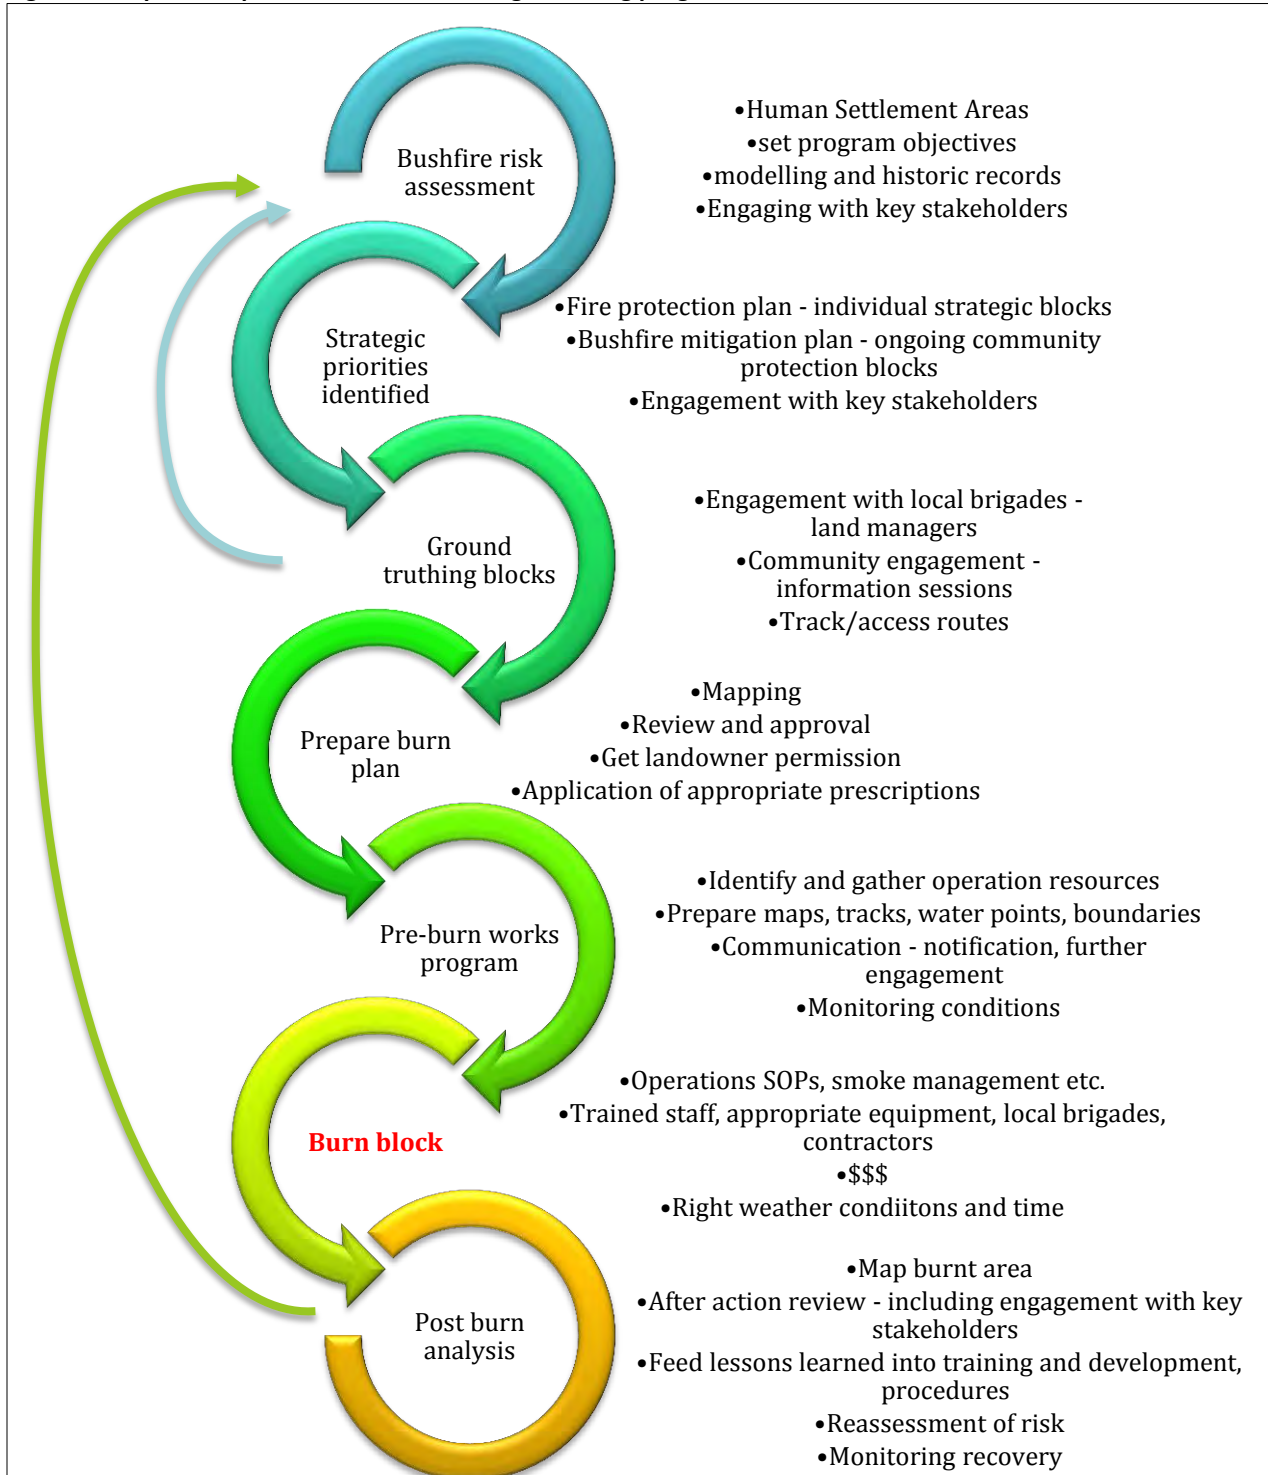 Bushfire risk
assessment
•Human Settlement Areas
•set program objectives
•modelling and historic records
•Engaging with key stakeholders
Strategic
priorities
identified
•Fire protection plan - individual strategic blocks
•Bushfire mitigation plan - ongoing community
protection blocks
•Engagement with key stakeholders
Ground
truthing blocks
•Engagement with local brigades -
land managers
•Community engagement -
information sessions
•Track/access routes
Prepare burn
plan
•Mapping
•Review and approval
•Get landowner permission
•Application of appropriate prescriptions
Pre-burn works
program
•Identify and gather operation resources
•Prepare maps, tracks, water points, boundaries
•Communication - notification, further
engagement
•Monitoring conditions
Burn block
•Operations SOPs, smoke management etc.
•Trained staff, appropriate equipment, local brigades,
contractors
•$$$
•Right weather condiitons and time
Post burn
analysis
•Map burnt area
•After action review - including engagement with key
stakeholders
•Feed lessons learned into training and development,
procedures
•Reassessment of risk
•Monitoring recovery